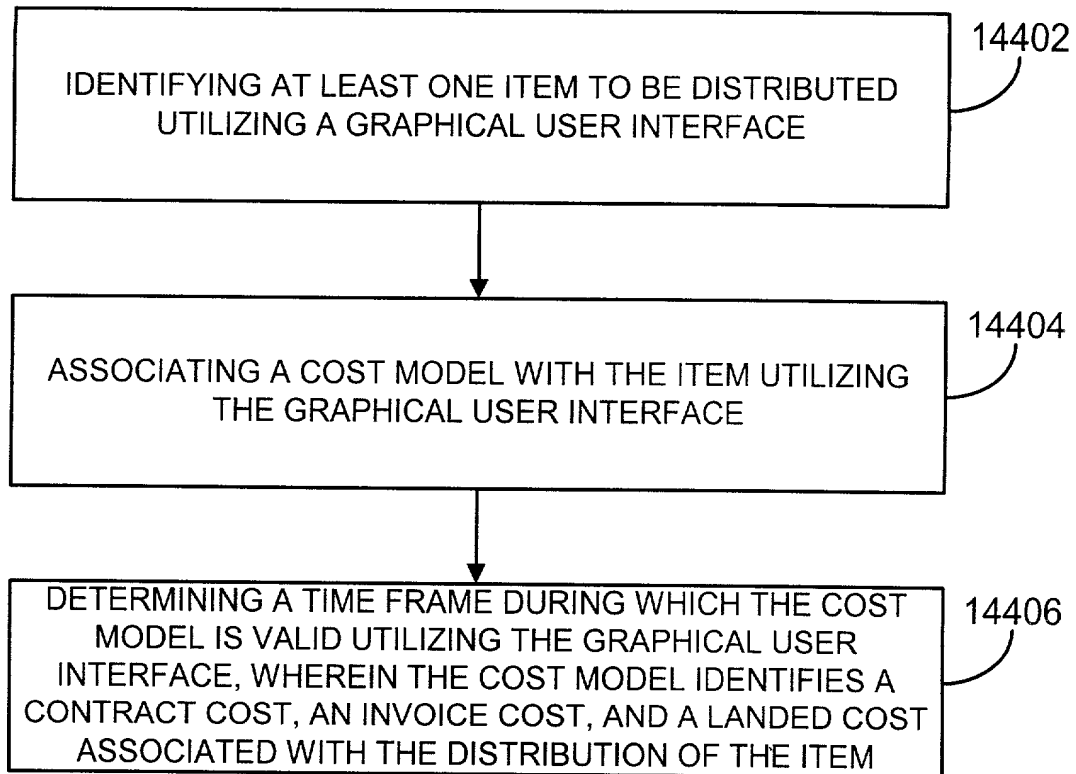 14402
IDENTIFYING AT LEAST ONE ITEM TO BE DISTRIBUTED
UTILIZING A GRAPHICAL USER INTERFACE
14404
ASSOCIATING A COST MODEL WITH THE ITEM UTILIZING
THE GRAPHICAL USER INTERFACE
14406
DETERMINING A TIME FRAME DURING WHICH THE COST
MODEL IS VALID UTILIZING THE GRAPHICAL USER
INTERFACE, WHEREIN THE COST MODEL IDENTIFIES A
CONTRACT COST, AN INVOICE COST, AND A LANDED COST
ASSOCIATED WITH THE DISTRIBUTION OF THE ITEM